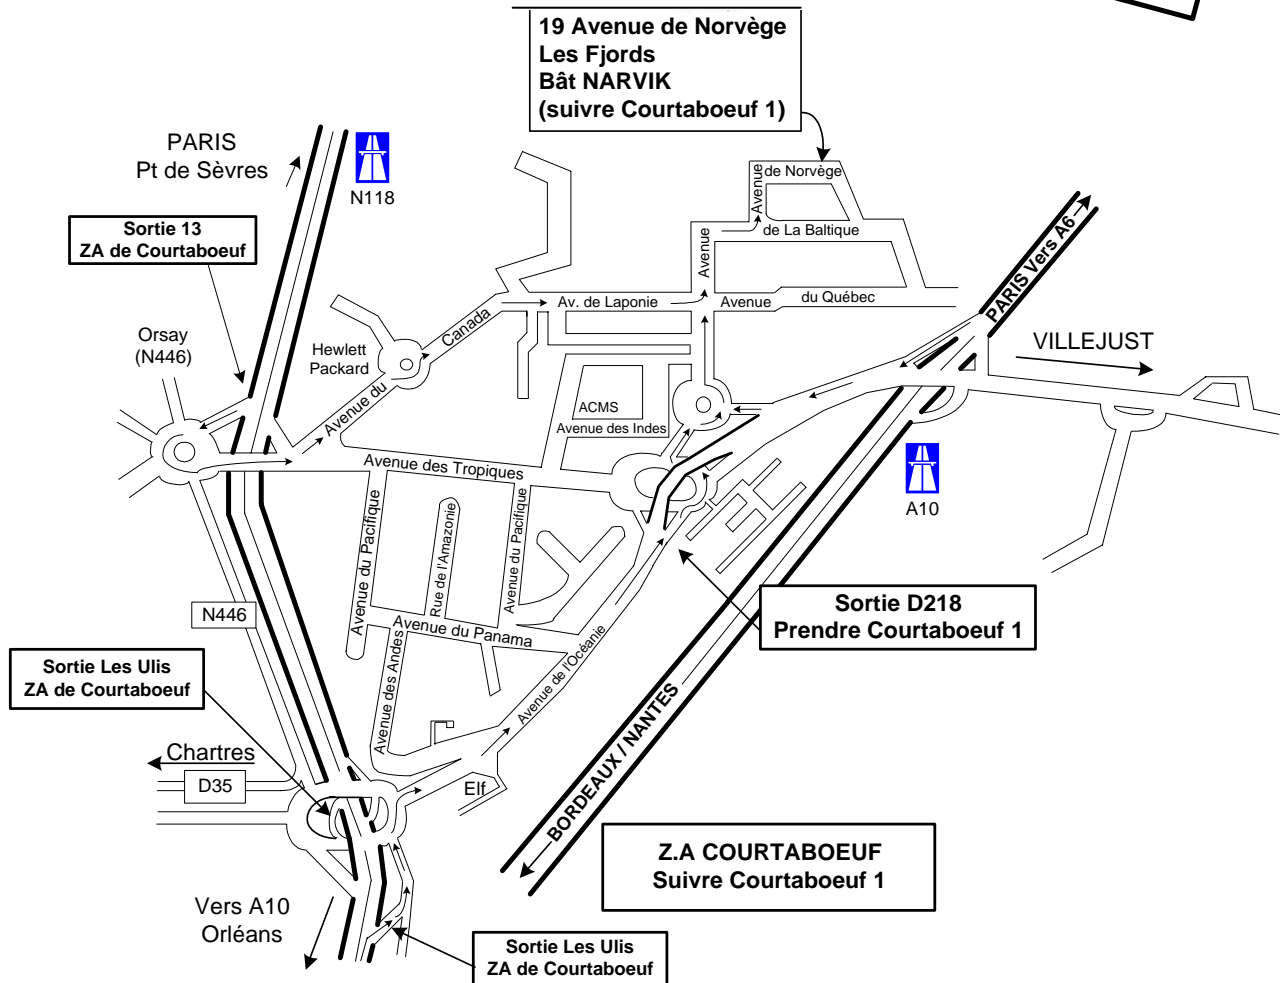 19 Avenue de Norvège
Les Fjords
Bât NARVIK
(suivre Courtaboeuf 1)
PARIS
Pt de Sèvres
N118
Sortie 13
ZA de Courtaboeuf
Avenue
de Norvège
de La Baltique
Avenue
PARIS Vers A6
Av. de Laponie
Avenue
du Québec
Canada
Avenue du
Orsay
(N446)
Hewlett
Packard
VILLEJUST
ACMS
Avenue des Indes
Avenue des Tropiques
A10
Avenue du Pacifique
Rue de l'Amazonie
Avenue du Pacifique
N446
Avenue du Panama
Sortie D218
Prendre Courtaboeuf 1
Sortie Les Ulis
ZA de Courtaboeuf
Avenue des Andes
Avenue de l'Océanie
BORDEAUX / NANTES
Chartres
D35
Elf
Z.A COURTABOEUF
Suivre Courtaboeuf 1
Vers A10
Orléans
Sortie Les Ulis
ZA de Courtaboeuf